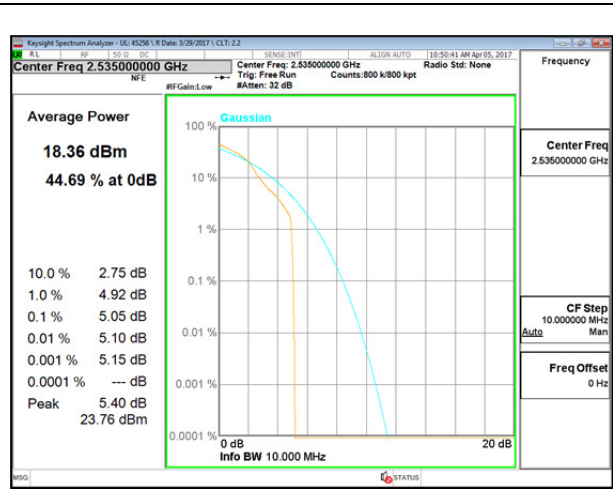 Keysight Spectrum Analyzer - UL: 45256 \ R Date: 3/29/2017 \ CLT: 2.2
RL RF 50 Ω DC SENSE:INT ALIGN AUTO 10:50:41 AM Apr 05, 2017
Center Freq 2.535000000 GHz
NFE
#IFGain:Low
Center Freq: 2.535000000 GHz
Trig: Free Run Counts:800 k/800 kpt
#Atten: 32 dB
Radio Std: None
Frequency
Average Power
18.36 dBm
44.69 % at 0dB
10.0 % 2.75 dB
1.0 % 4.92 dB
0.1 % 5.05 dB
0.01 % 5.10 dB
0.001 % 5.15 dB
0.0001 % --- dB
Peak 5.40 dB
23.76 dBm
100 % Gaussian
10 %
1 %
0.1 %
0.01 %
0.001 %
0.0001 %
0 dB 20 dB
Info BW 10.000 MHz
Center Freq
2.535000000 GHz
CF Step
10.000000 MHz
Auto Man
Freq Offset
0 Hz
MSG STATUS